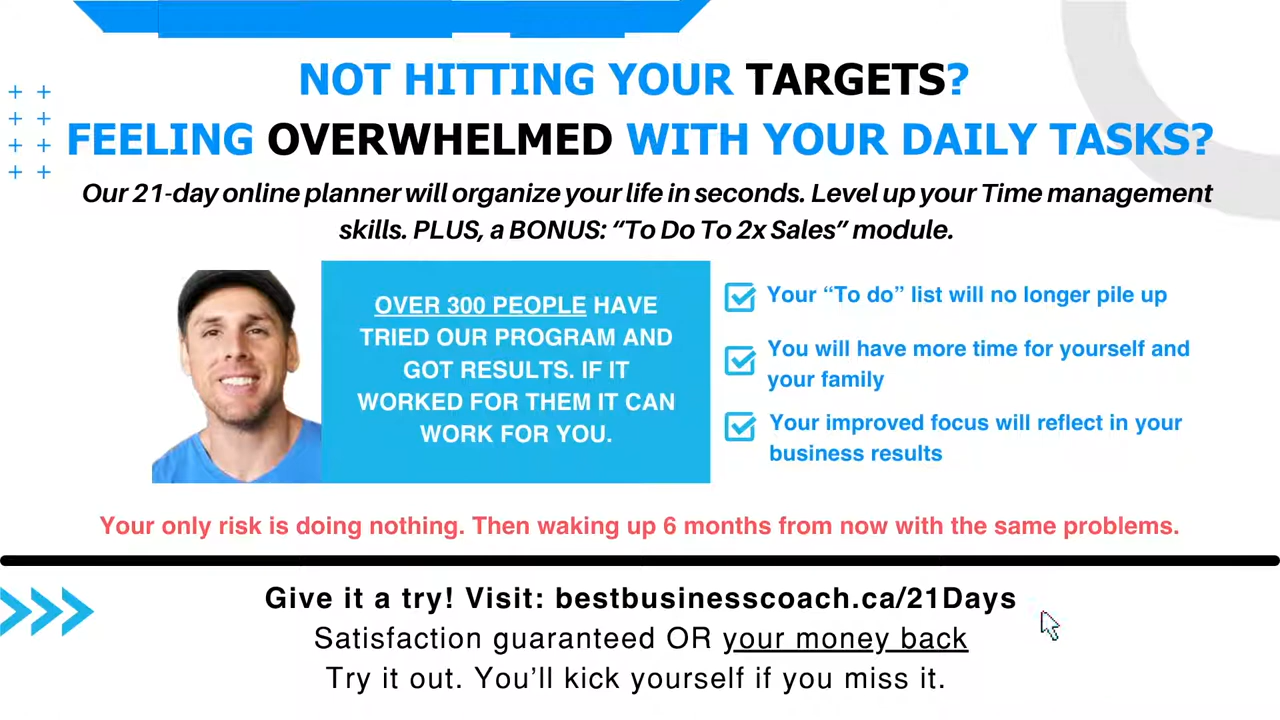 NOT HITTING YOUR TARGETS?
FEELING OVERWHELMED WITH YOUR DAILY TASKS?
Our 21-day online planner will organize your life in seconds. Level up your Time management
skills. PLUS, a BONUS: “To Do To 2x Sales” module.
OVER 300 PEOPLE HAVE
TRIED OUR PROGRAM AND
GOT RESULTS. IF IT
WORKED FOR THEM IT CAN
WORK FOR YOU.
Your “To do” list will no longer pile up
You will have more time for yourself and
your family
Your improved focus will reflect in your
business results
Your only risk is doing nothing. Then waking up 6 months from now with the same problems.
Give it a try! Visit: bestbusinesscoach.ca/21Days
Satisfaction guaranteed OR your money back
Try it out. You’ll kick yourself if you miss it.